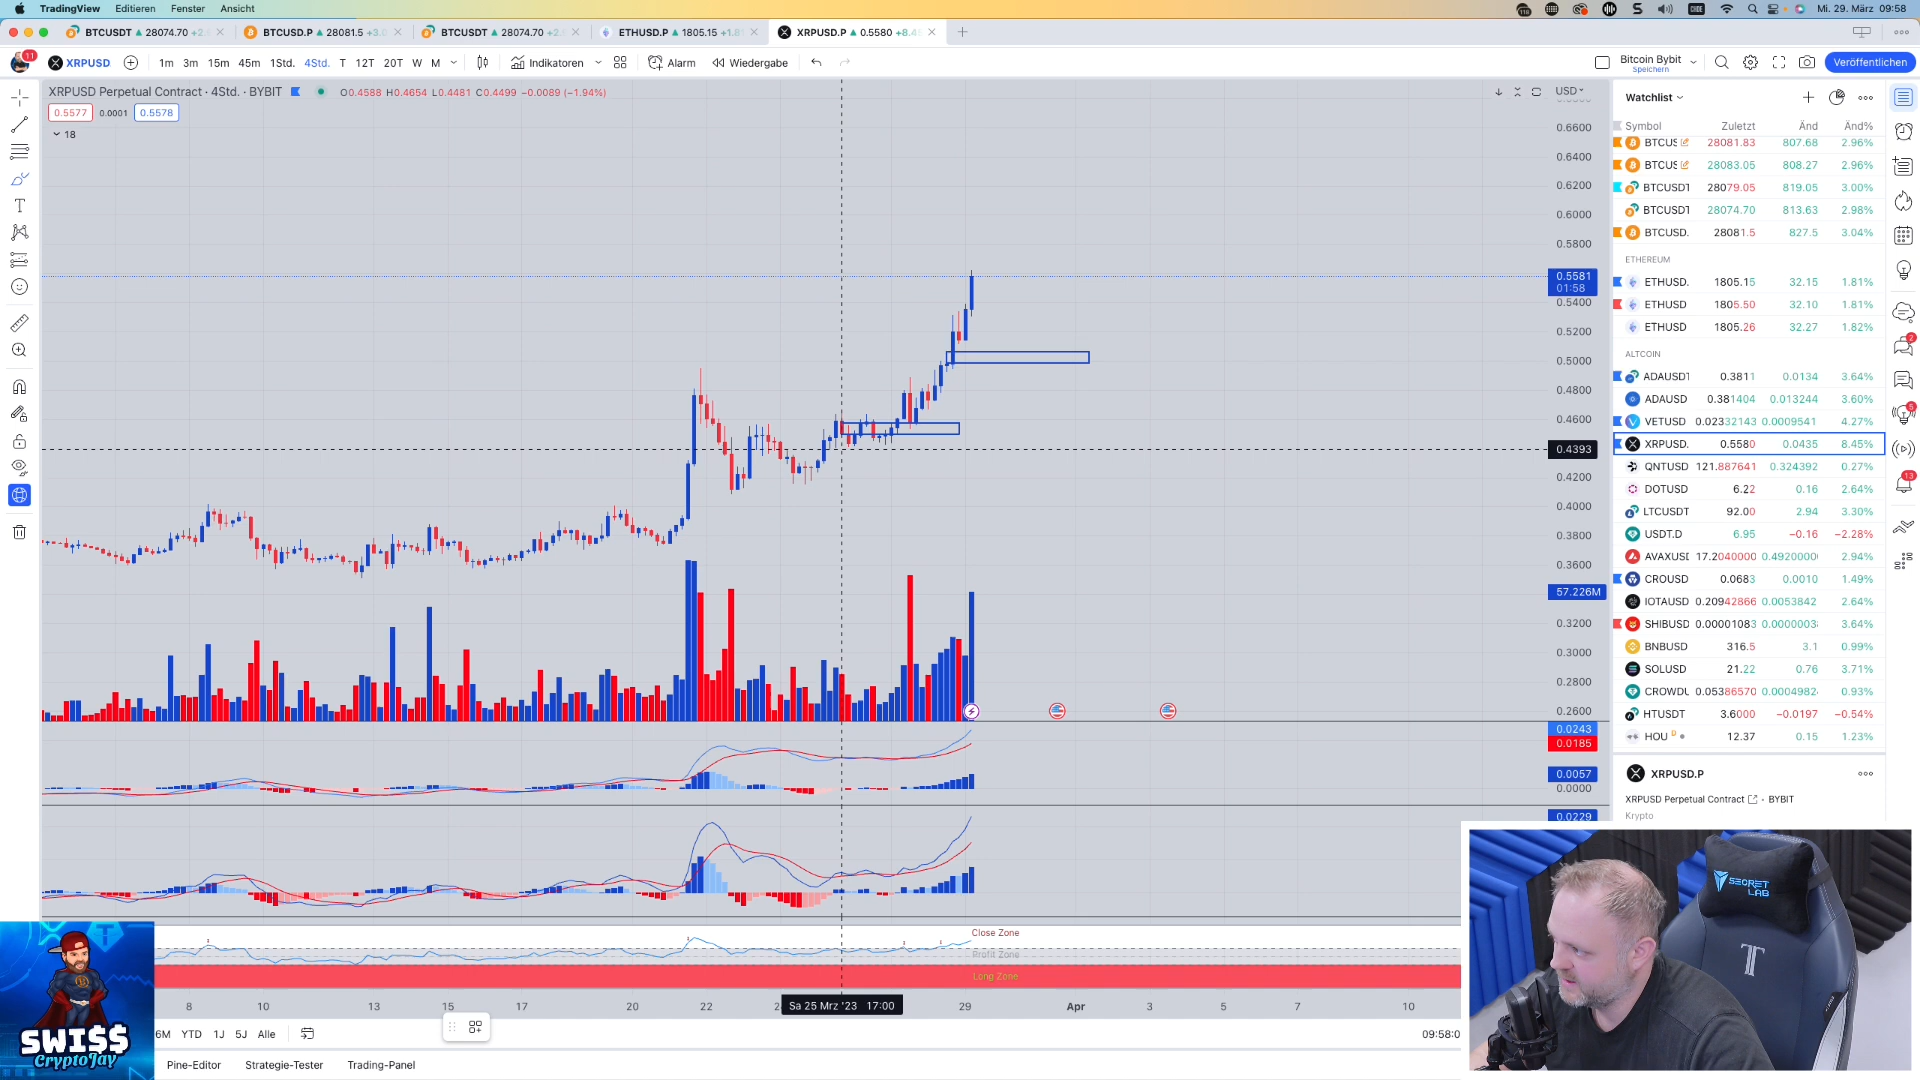 TradingView Editieren Fenster Ansicht
Mi. 29. März 09:58
BTCUSDT ▲ 28074.70 BTCUSD.P ▲ 28081.5 BTCUSDT ▲ 28074.70 ETHUSD.P ▲ 1805.15 XRPUSD.P ▲ 0.5580
11 XRPUSD 1m 3m 15m 45m 1Std. 4Std. T 12T 20T W M Indikatoren Alarm Wiedergabe Bitcoin Bybit Veröffentlichen
Speichern
XRPUSD Perpetual Contract · 4Std. · BYBIT O0.4588 H0.4654 L0.4481 C0.4499 −0.0089 (−1.94%) USD
0.5577 0.0001 0.5578
18
0.6600
0.6400
0.6200
0.6000
0.5800
0.5581
01:58
0.5400
0.5200
0.5000
0.4800
0.4600
0.4393
0.4200
0.4000
0.3800
0.3600
57.226M
0.3200
0.3000
0.2800
0.2600
0.0243
0.0185
0.0057
0.0000
0.0229
Close Zone
Profit Zone
Long Zone
8 10 13 15 17 20 22 Sa 25 Mrz '23 17:00 29 Apr 3 5 7 10
6M YTD 1J 5J Alle
09:58:0
Pine-Editor Strategie-Tester Trading-Panel
Watchlist
Symbol Zuletzt Änd Änd%
BTCUS 28081.83 807.68 2.96%
BTCUS 28083.05 808.27 2.96%
BTCUSDT 28079.05 819.05 3.00%
BTCUSDT 28074.70 813.63 2.98%
BTCUSD. 28081.5 827.5 3.04%
ETHEREUM
ETHUSD. 1805.15 32.15 1.81%
ETHUSD 1805.50 32.10 1.81%
ETHUSD 1805.26 32.27 1.82%
ALTCOIN
ADAUSDT 0.3811 0.0134 3.64%
ADAUSD 0.381404 0.013244 3.60%
VETUSD 0.02332143 0.0009541 4.27%
XRPUSD. 0.5580 0.0435 8.45%
QNTUSD 121.887641 0.324392 0.27%
DOTUSD 6.22 0.16 2.64%
LTCUSDT 92.00 2.94 3.30%
USDT.D 6.95 −0.16 −2.28%
AVAXUSD 17.2040000 0.4920000 2.94%
CROUSD 0.0683 0.0010 1.49%
IOTAUSD 0.20942866 0.0053842 2.64%
SHIBUSD 0.00001083 0.0000003 3.64%
BNBUSD 316.5 3.1 0.99%
SOLUSD 21.22 0.76 3.71%
CROWDU 0.05386570 0.0004982 0.93%
HTUSDT 3.6000 −0.0197 −0.54%
HOU D 12.37 0.15 1.23%
XRPUSD.P
XRPUSD Perpetual Contract · BYBIT
Krypto
2
5
13
SECRET
LAB
SWI$$
CryptoJay